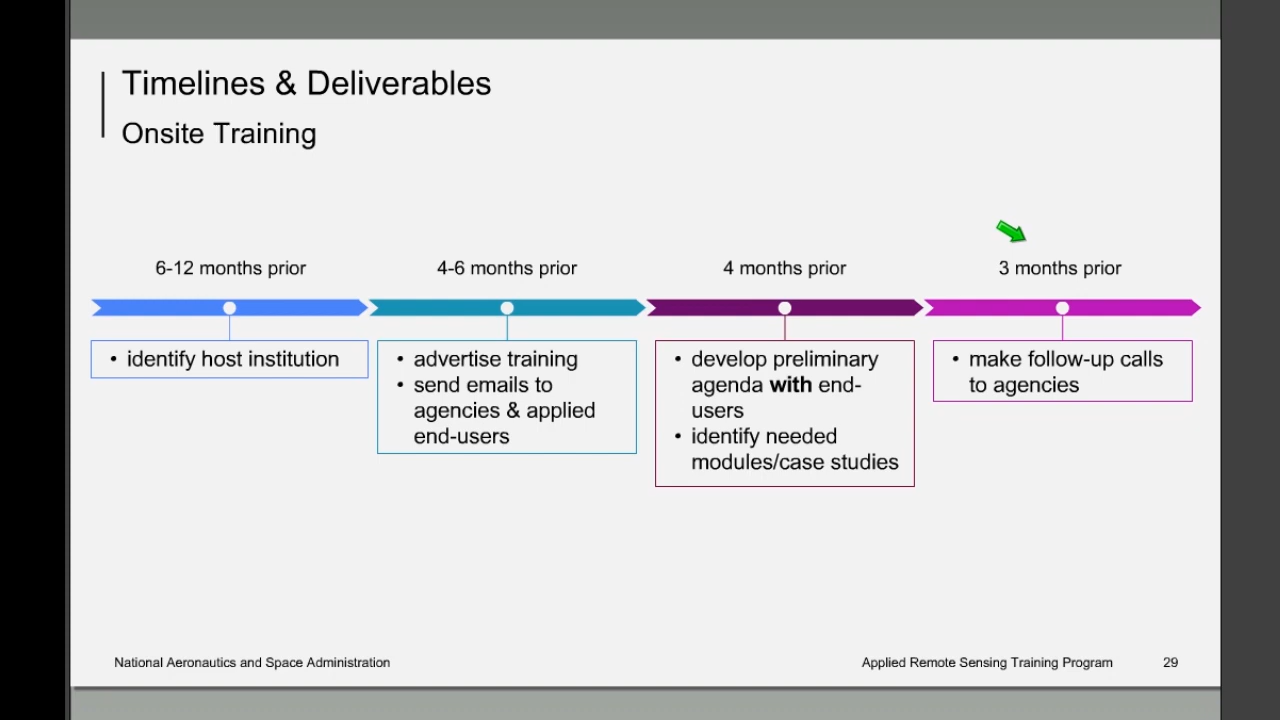 Timelines & Deliverables
Onsite Training
6-12 months prior
• identify host institution
4-6 months prior
• advertise training
• send emails to
agencies & applied
end-users
4 months prior
• develop preliminary
agenda with end-
users
• identify needed
modules/case studies
3 months prior
• make follow-up calls
to agencies
National Aeronautics and Space Administration
Applied Remote Sensing Training Program
29